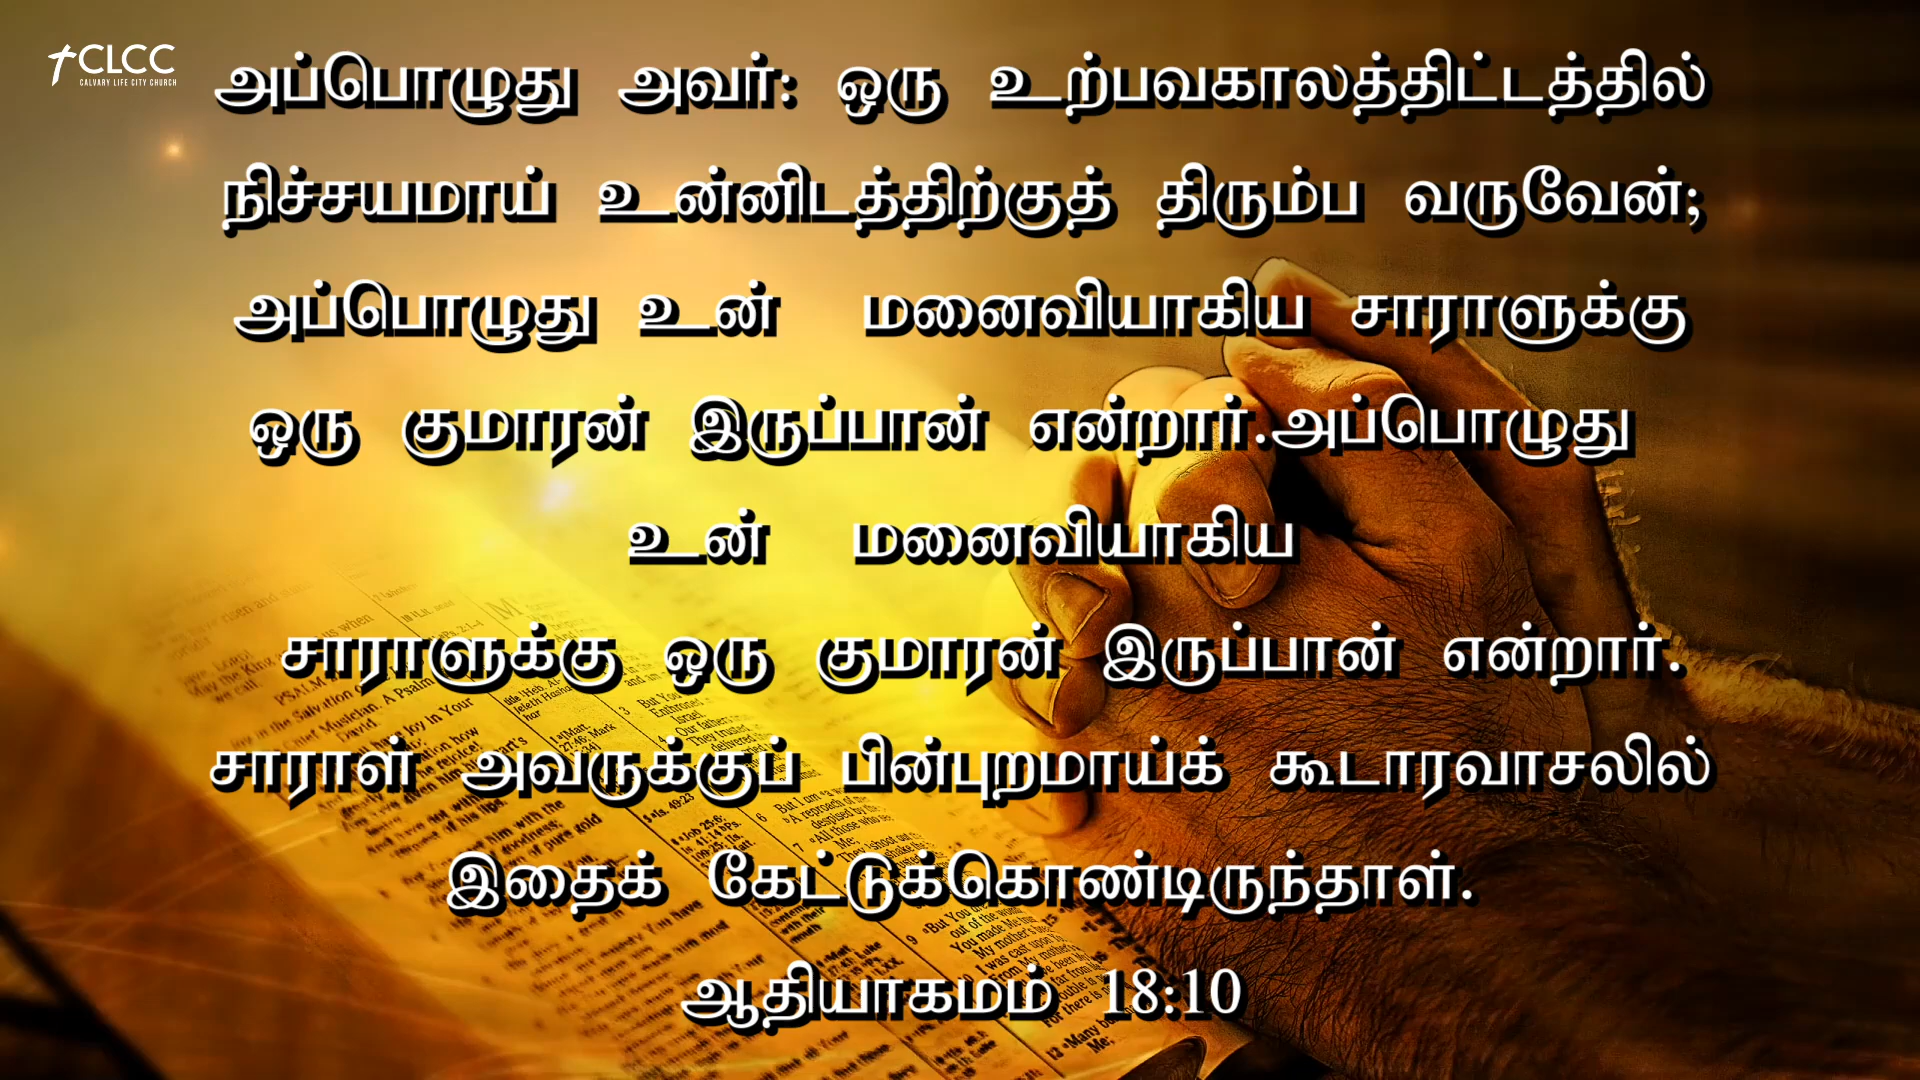 CLCC
CALVARY LIFE CITY CHURCH
அப்பொழுது அவர்: ஒரு உற்பவகாலத்திட்டத்தில்
நிச்சயமாய் உன்னிடத்திற்குத் திரும்ப வருவேன்;
அப்பொழுது உன் மனைவியாகிய சாராளுக்கு
ஒரு குமாரன் இருப்பான் என்றார்.அப்பொழுது
உன் மனைவியாகிய
சாராளுக்கு ஒரு குமாரன் இருப்பான் என்றார்.
சாராள் அவருக்குப் பின்புறமாய்க் கூடாரவாசலில்
இதைக் கேட்டுக்கொண்டிருந்தாள்.
ஆதியாகமம் 18:10